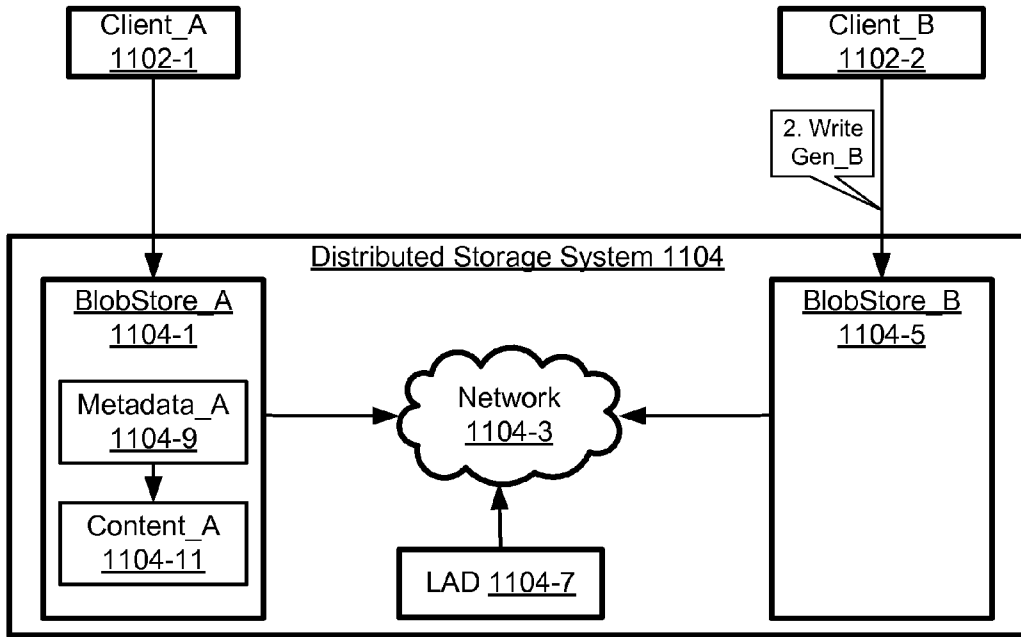 Client_A
1102-1
Client_B
1102-2
2. Write
Gen_B
Distributed Storage System 1104
BlobStore_A
1104-1
BlobStore_B
1104-5
Metadata_A
1104-9
Network
1104-3
Content_A
1104-11
LAD 1104-7